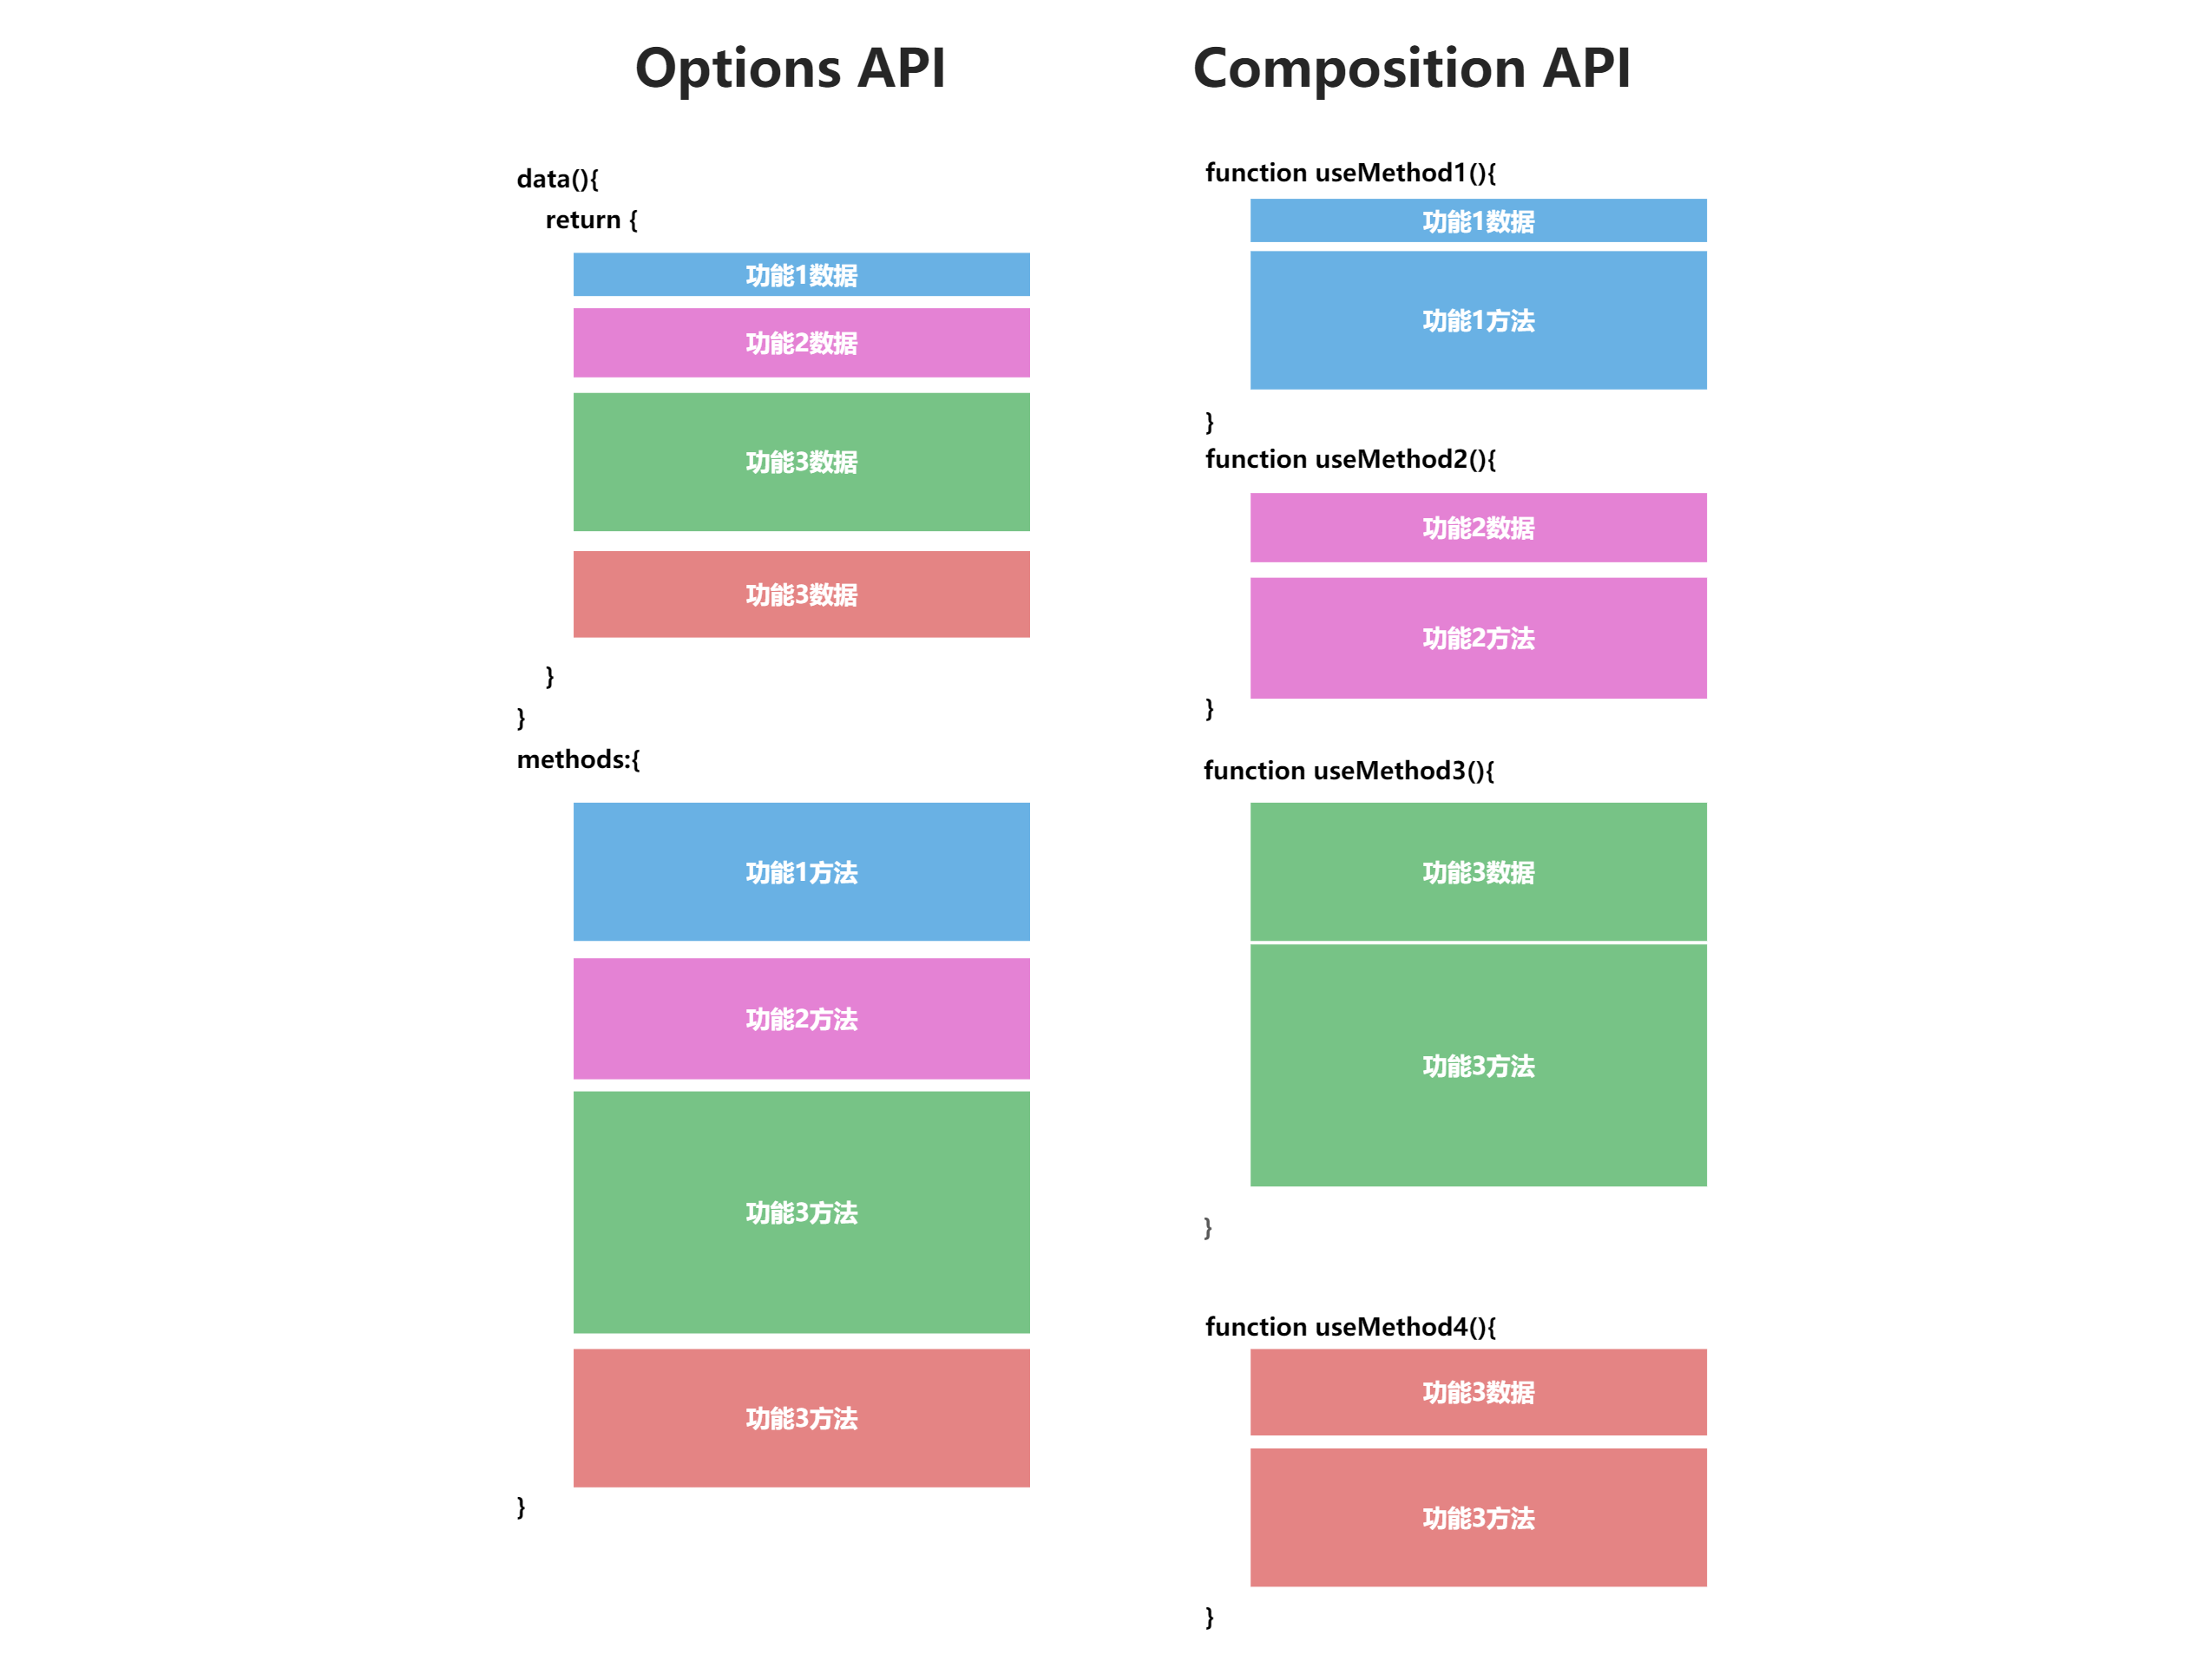 Options API
data(){
return {
功能1数据
功能2数据
功能3数据
功能3数据
}
}
methods:{
功能1方法
功能2方法
功能3方法
功能3方法
}
Composition API
function useMethod1(){
功能1数据
功能1方法
}
function useMethod2(){
功能2数据
功能2方法
}
function useMethod3(){
功能3数据
功能3方法
}
function useMethod4(){
功能3数据
功能3方法
}